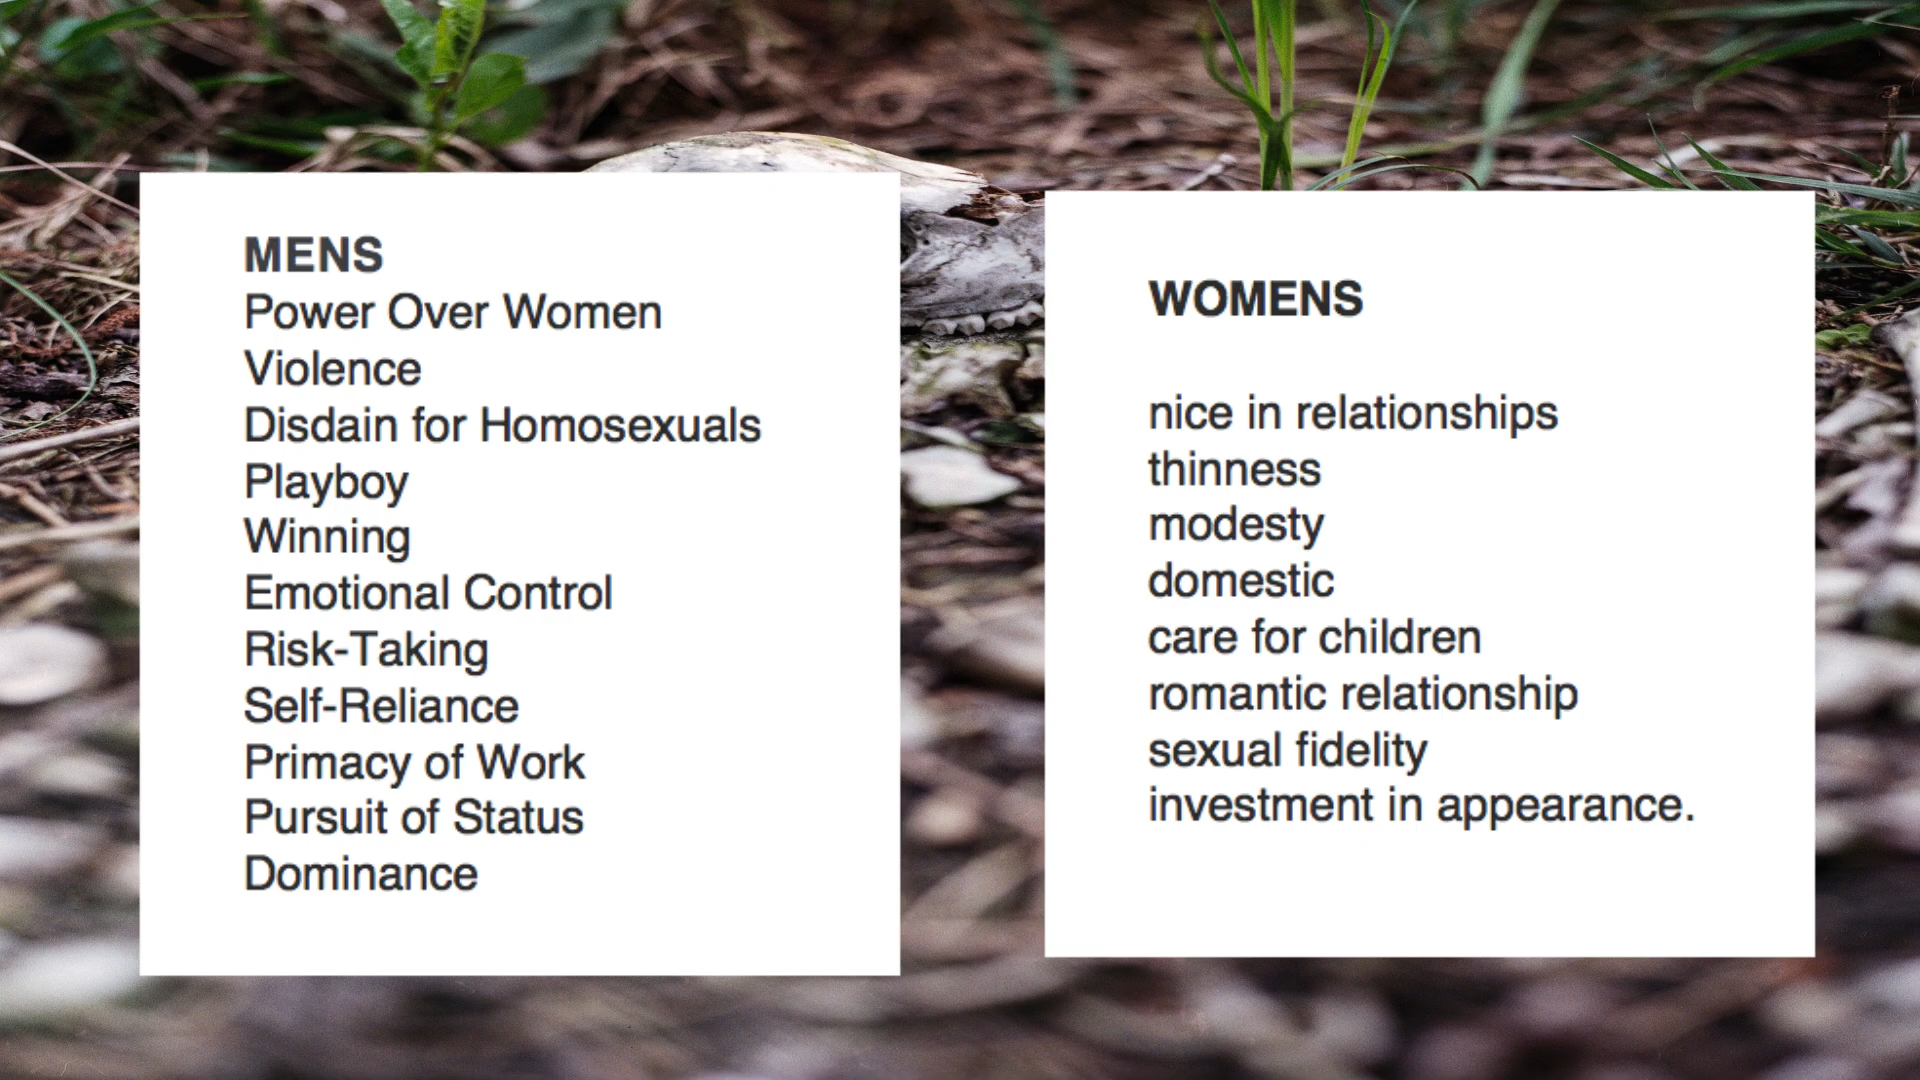 MENS
Power Over Women
Violence
Disdain for Homosexuals
Playboy
Winning
Emotional Control
Risk-Taking
Self-Reliance
Primacy of Work
Pursuit of Status
Dominance
WOMENS
nice in relationships
thinness
modesty
domestic
care for children
romantic relationship
sexual fidelity
investment in appearance.